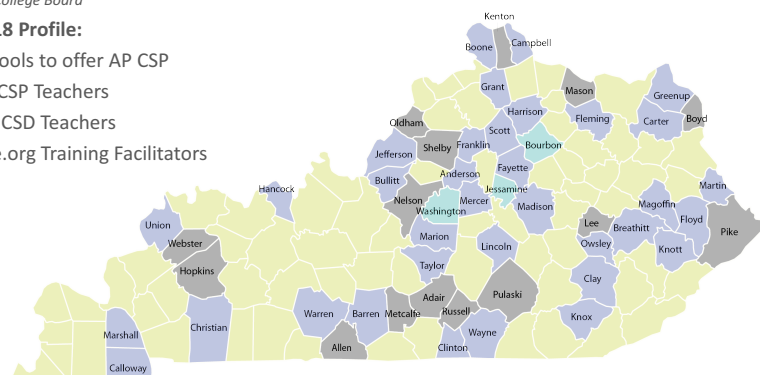 College Board
18 Profile:
ools to offer AP CSP
CSP Teachers
CSD Teachers
e.org Training Facilitators
Kenton
Boone
Campbell
Grant
Mason
Greenup
Harrison
Fleming
Carter
Boyd
Oldham
Scott
Shelby
Franklin
Bourbon
Jefferson
Anderson
Fayette
Bullitt
Jessamine
Martin
Hancock
Nelson
Mercer
Madison
Magoffin
Washington
Floyd
Union
Lee
Breathitt
Pike
Webster
Marion
Lincoln
Owsley
Knott
Hopkins
Taylor
Clay
Adair
Pulaski
Warren
Barren
Metcalfe
Russell
Knox
Christian
Wayne
Marshall
Allen
Clinton
Calloway